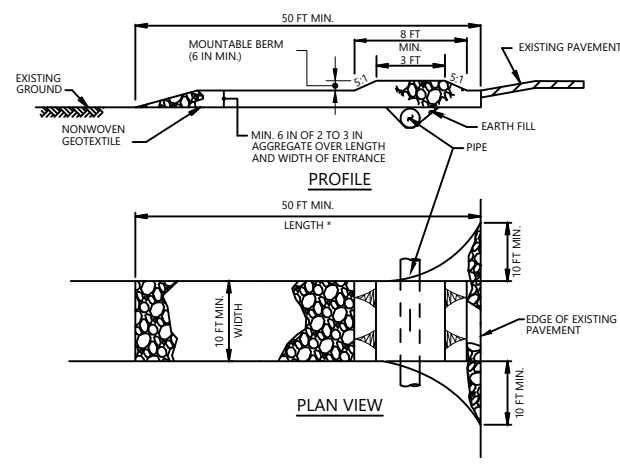 50 FT MIN.
8 FT
MIN.
3 FT
MOUNTABLE BERM
(6 IN MIN.)
5:1
5:1
EXISTING PAVEMENT
EXISTING
GROUND
NONWOVEN
GEOTEXTILE
MIN. 6 IN OF 2 TO 3 IN
AGGREGATE OVER LENGTH
AND WIDTH OF ENTRANCE
EARTH FILL
PIPE
PROFILE
50 FT MIN.
LENGTH *
10 FT MIN.
10 FT MIN.
WIDTH
EDGE OF EXISTING
PAVEMENT
10 FT MIN.
PLAN VIEW